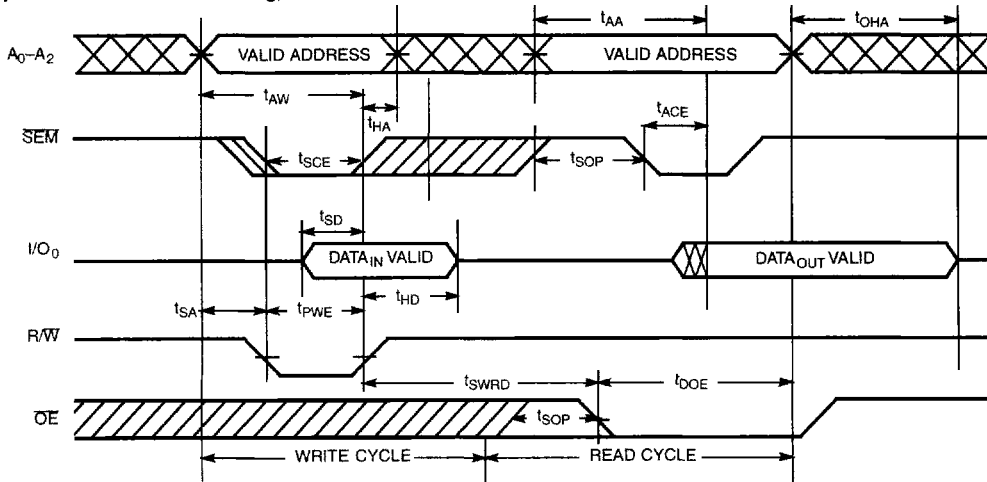 tAA
tOHA
A0–A2
VALID ADDRESS
VALID ADDRESS
tAW
tHA
tACE
SEM
tSCE
tSOP
tSD
I/O0
DATAIN VALID
DATAOUT VALID
tSA
tPWE
tHD
R/W
tSWRD
tDOE
OE
tSOP
WRITE CYCLE
READ CYCLE